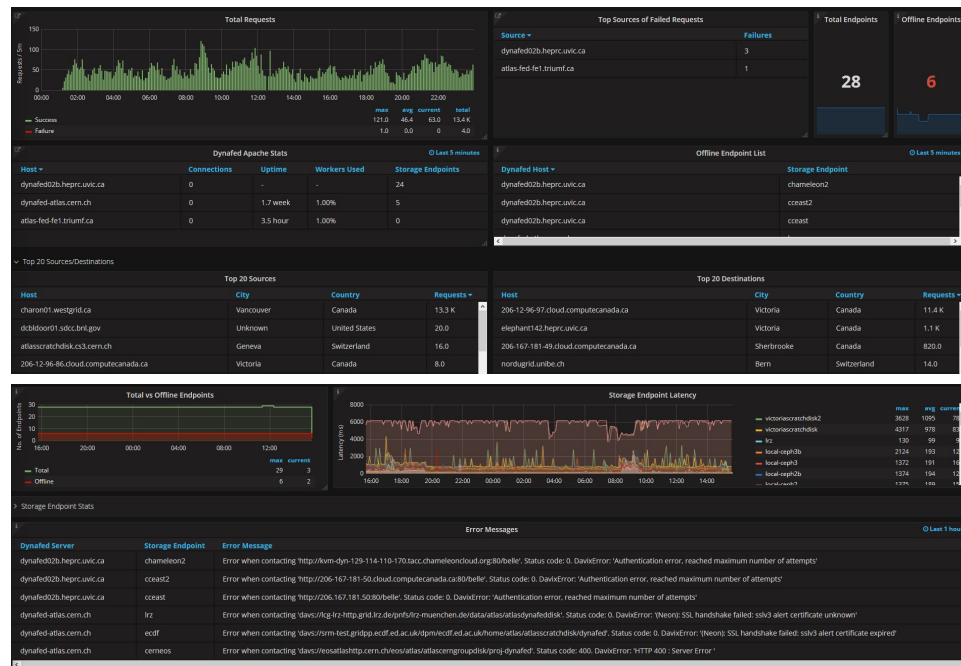 Total Requests
Requests / 5m
150
100
50
0
00:00 02:00 04:00 06:00 08:00 10:00 12:00 14:00 16:00 18:00 20:00 22:00
max avg current total
Success 121.0 46.4 63.0 13.4 K
Failure 1.0 0.0 0 4.0
Top Sources of Failed Requests
Source Failures
dynafed02b.heprc.uvic.ca 3
atlas-fed-fe1.triumf.ca 1
Total Endpoints
28
Offline Endpoints
6
Dynafed Apache Stats
Last 5 minutes
Host Connections Uptime Workers Used Storage Endpoints
dynafed02b.heprc.uvic.ca 0 - - 24
dynafed-atlas.cern.ch 0 1.7 week 1.00% 5
atlas-fed-fe1.triumf.ca 0 3.5 hour 1.00% 0
Offline Endpoint List
Last 5 minutes
Dynafed Host Storage Endpoint
dynafed02b.heprc.uvic.ca chameleon2
dynafed02b.heprc.uvic.ca cceast2
dynafed02b.heprc.uvic.ca cceast
Top 20 Sources/Destinations
Top 20 Sources
Host City Country Requests
charon01.westgrid.ca Vancouver Canada 13.3 K
dcbldoor01.sdcc.bnl.gov Unknown United States 20.0
atlasscratchdisk.cs3.cern.ch Geneva Switzerland 16.0
206-12-96-86.cloud.computecanada.ca Victoria Canada 8.0
Top 20 Destinations
Host City Country Requests
206-12-96-97.cloud.computecanada.ca Victoria Canada 11.4 K
elephant142.heprc.uvic.ca Victoria Canada 1.1 K
206-167-181-49.cloud.computecanada.ca Sherbrooke Canada 820.0
nordugrid.unibe.ch Bern Switzerland 14.0
Total vs Offline Endpoints
No. of Endpoints
30
20
10
0
16:00 20:00 00:00 04:00 08:00 12:00
max current
Total 29 3
Offline 6 2
Storage Endpoint Latency
Latency (ms)
8000
6000
4000
2000
0
16:00 18:00 20:00 22:00 00:00 02:00 04:00 06:00 08:00 10:00 12:00 14:00
max avg curren
victoriascratchdisk2 3628 1095 78
victoriascratchdisk 4317 978 83
lrz 130 99 9
local-ceph3b 2124 193 12
local-ceph3 1372 191 16
local-ceph2b 1374 194 12
local-ceph2 1375 189
Storage Endpoint Stats
Error Messages
Last 1 hou
Dynafed Server Storage Endpoint Error Message
dynafed02b.heprc.uvic.ca chameleon2 Error when contacting 'http://kvm-dyn-129-114-110-170.tacc.chameleoncloud.org:80/belle'. Status code: 0. DavixError: 'Authentication error, reached maximum number of attempts'
dynafed02b.heprc.uvic.ca cceast2 Error when contacting 'http://206-167-181-50.cloud.computecanada.ca:80/belle'. Status code: 0. DavixError: 'Authentication error, reached maximum number of attempts'
dynafed02b.heprc.uvic.ca cceast Error when contacting 'http://206.167.181.50:80/belle'. Status code: 0. DavixError: 'Authentication error, reached maximum number of attempts'
dynafed-atlas.cern.ch lrz Error when contacting 'davs://lcg-lrz-http.grid.lrz.de/pnfs/lrz-muenchen.de/data/atlas/atlasdynafeddisk'. Status code: 0. DavixError: '(Neon): SSL handshake failed: sslv3 alert certificate unknown'
dynafed-atlas.cern.ch ecdf Error when contacting 'davs://srm-test.gridpp.ecdf.ed.ac.uk/dpm/ecdf.ed.ac.uk/home/atlas/atlasscratchdisk/dynafed'. Status code: 0. DavixError: '(Neon): SSL handshake failed: sslv3 alert certificate expired'
dynafed-atlas.cern.ch cerneos Error when contacting 'davs://eosatlashttp.cern.ch/eos/atlas/atlascerngroupdisk/proj-dynafed'. Status code: 400. DavixError: 'HTTP 400 : Server Error '